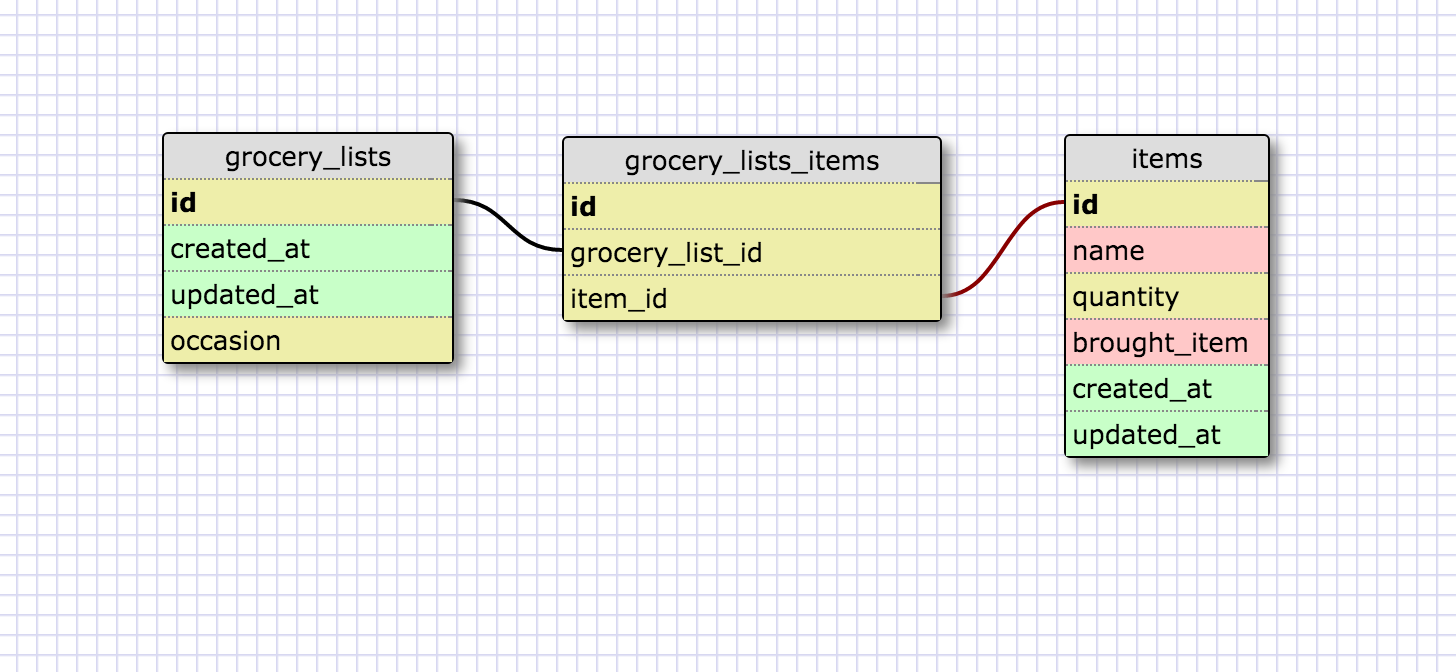 grocery_lists
id
created_at
updated_at
occasion
grocery_lists_items
id
grocery_list_id
item_id
items
id
name
quantity
brought_item
created_at
updated_at